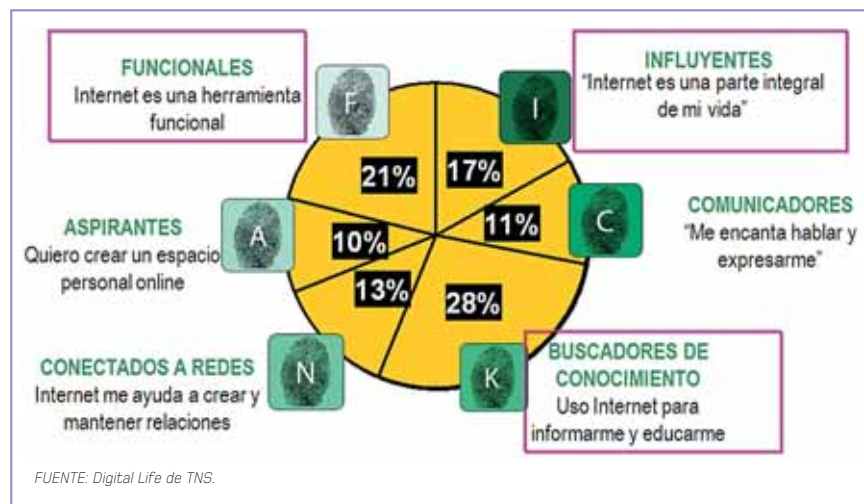 FUNCIONALES
Internet es una herramienta
funcional
F
21%
INFLUYENTES
“Internet es una parte integral
de mi vida”
I
17%
COMUNICADORES
“Me encanta hablar y
expresarme”
C
11%
BUSCADORES DE
CONOCIMIENTO
Uso Internet para
informarme y educarme
K
28%
CONECTADOS A REDES
Internet me ayuda a crear y
mantener relaciones
N
13%
ASPIRANTES
Quiero crear un espacio
personal online
A
10%
FUENTE: Digital Life de TNS.